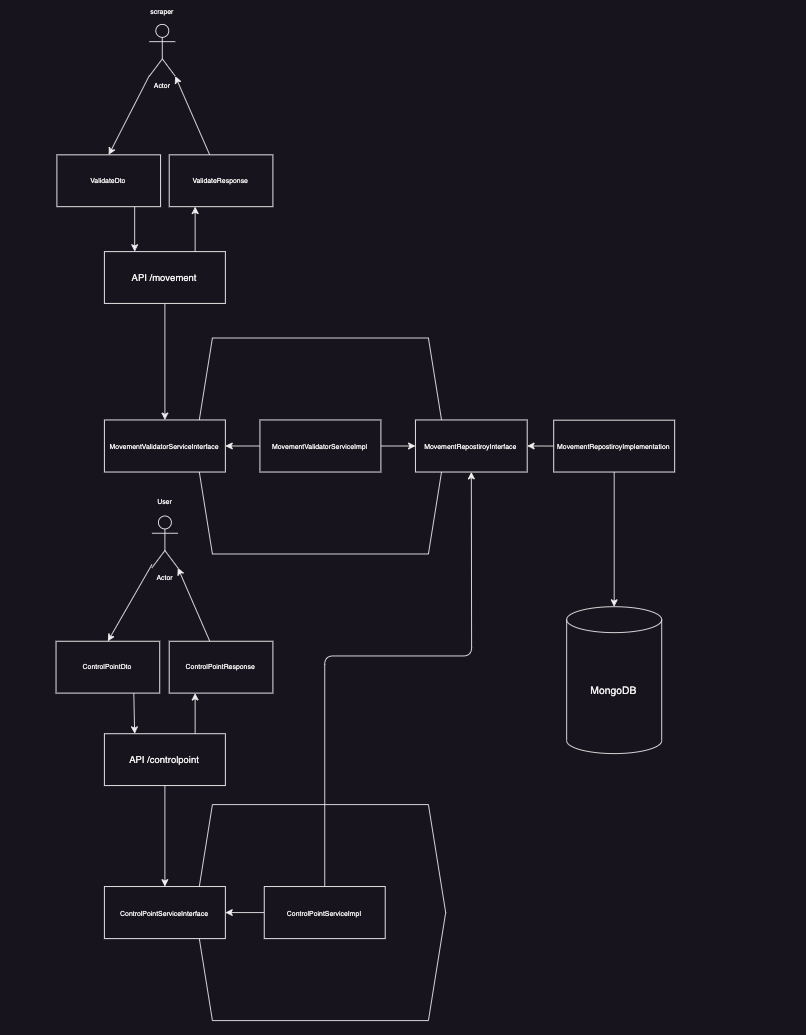 scraper
Actor
ValidateDto
ValidateResponse
API /movement
MovementValidatorServiceInterface
MovementValidatorServiceImpl
MovementRepostiroyInterface
MovementRepostiroyImplementation
User
Actor
ControlPointDto
ControlPointResponse
MongoDB
API /controlpoint
ControlPointServiceInterface
ControlPointServiceImpl